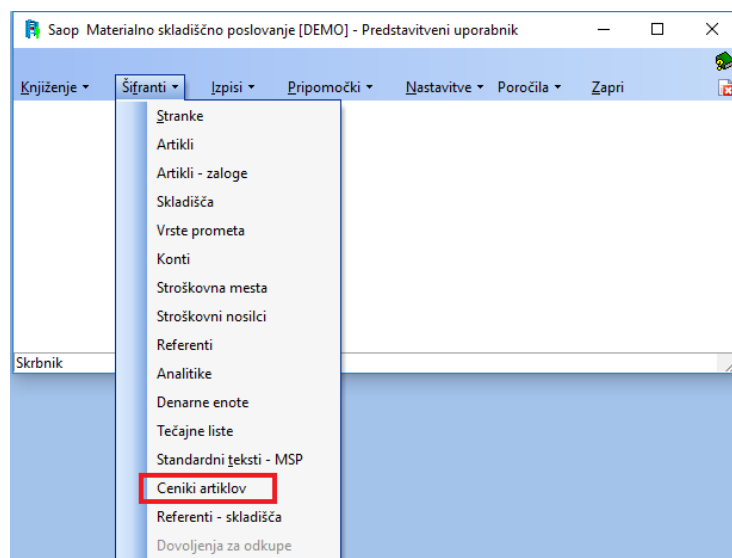 Saop Materialno skladiščno poslovanje [DEMO] - Predstavitveni uporabnik
Knjiženje Šifranti Izpisi Pripomočki Nastavitve Poročila Zapri
Stranke
Artikli
Artikli - zaloge
Skladišča
Vrste prometa
Konti
Stroškovna mesta
Stroškovni nosilci
Referenti
Skrbnik
Analitike
Denarne enote
Tečajne liste
Standardni teksti - MSP
Ceniki artiklov
Referenti - skladišča
Dovoljenja za odkupe